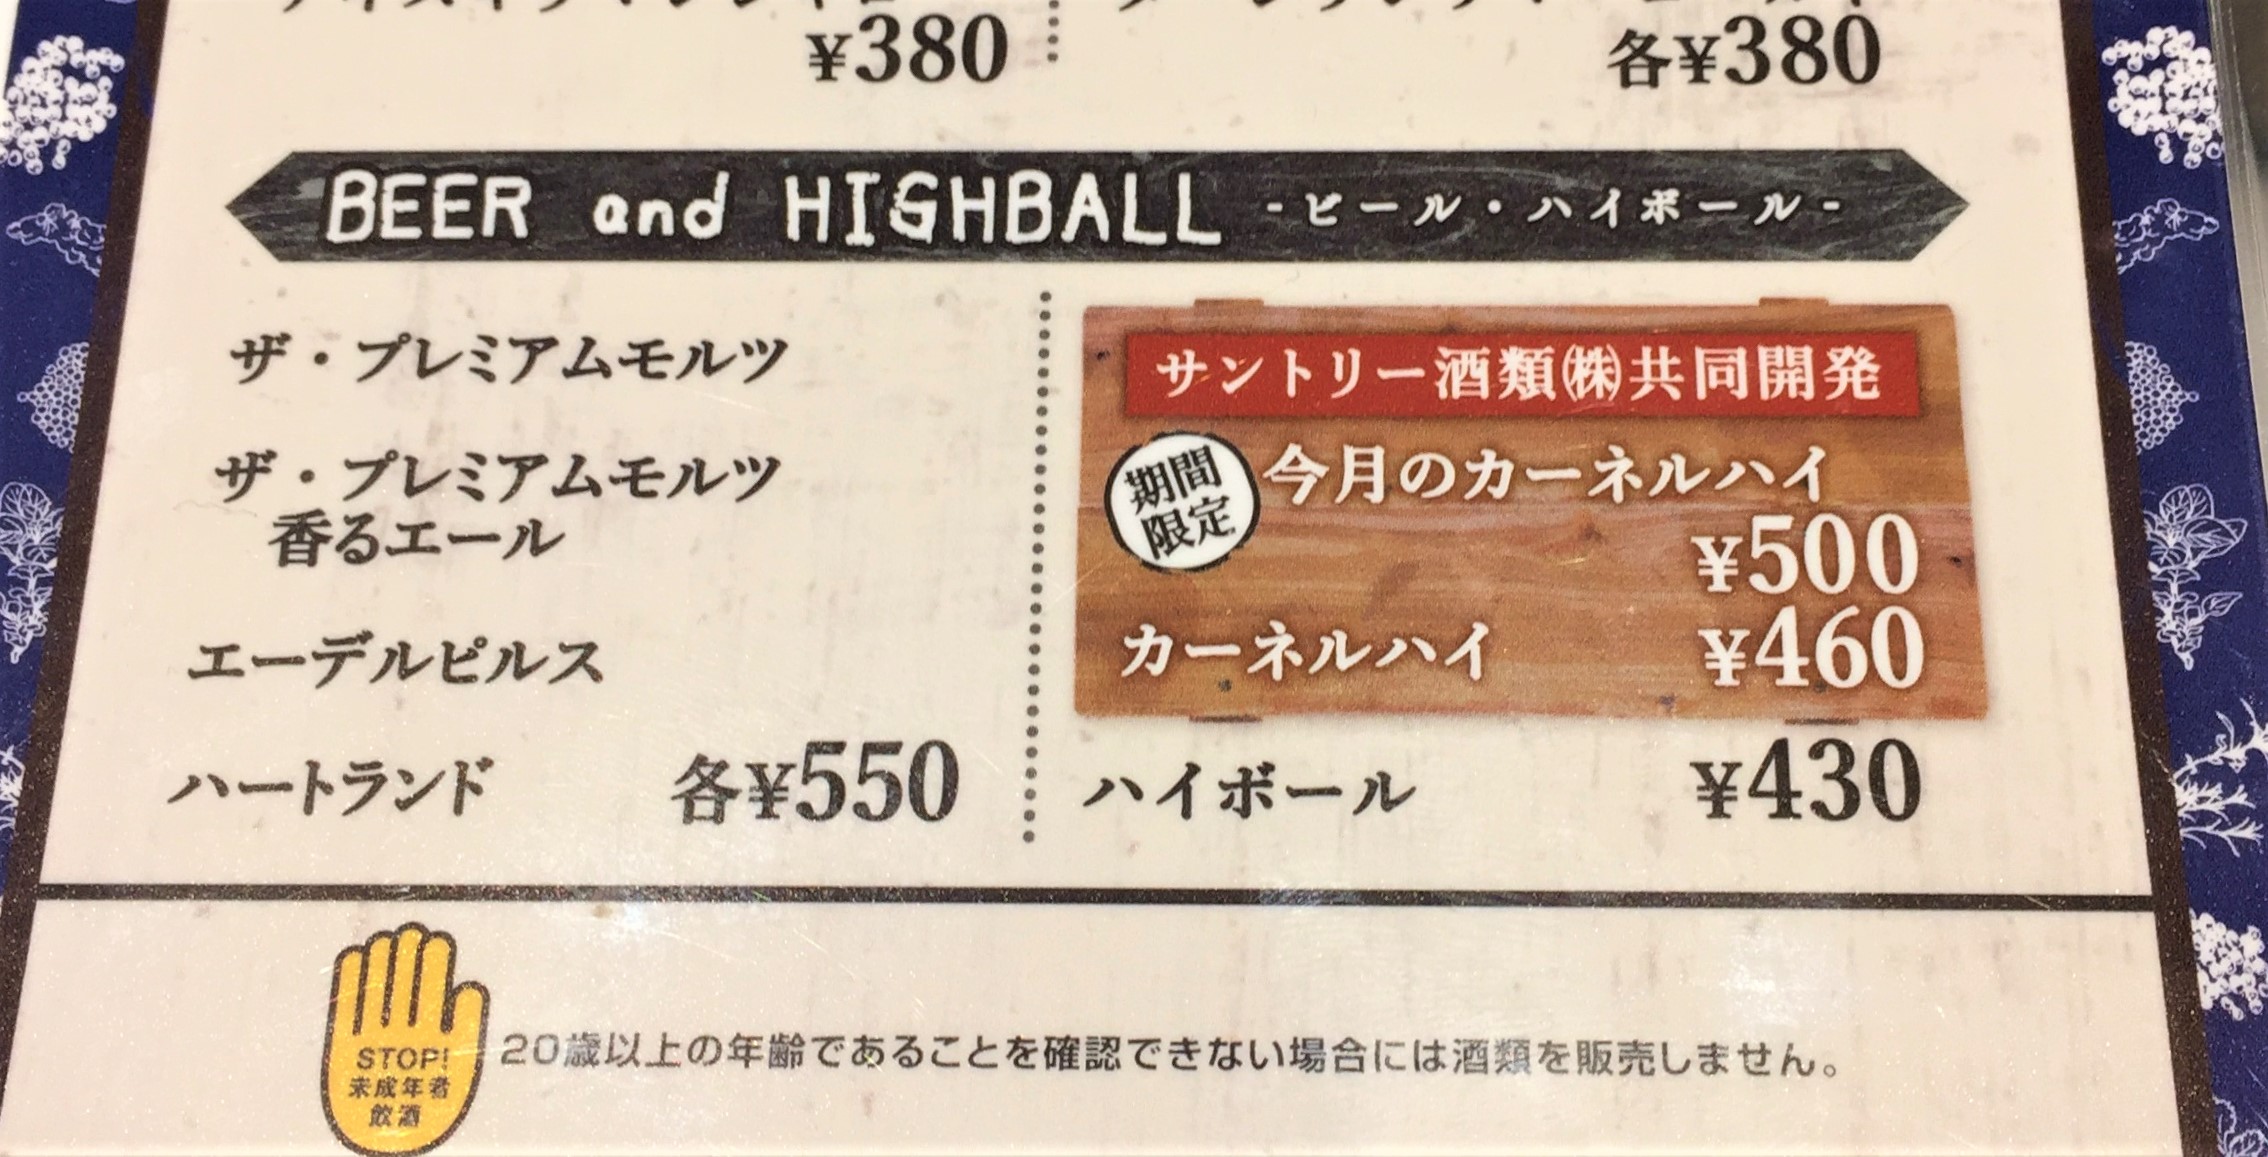 ¥380
各¥380
BEER and HIGHBALL -ビール・ハイボール-
ザ・プレミアムモルツ
ザ・プレミアムモルツ
香るエール
エーデルピルス
ハートランド 各¥550
サントリー酒類㈱共同開発
期間
限定
今月のカーネルハイ
¥500
カーネルハイ ¥460
ハイボール ¥430
STOP!
未成年者
飲酒
20歳以上の年齢であることを確認できない場合には酒類を販売しません。